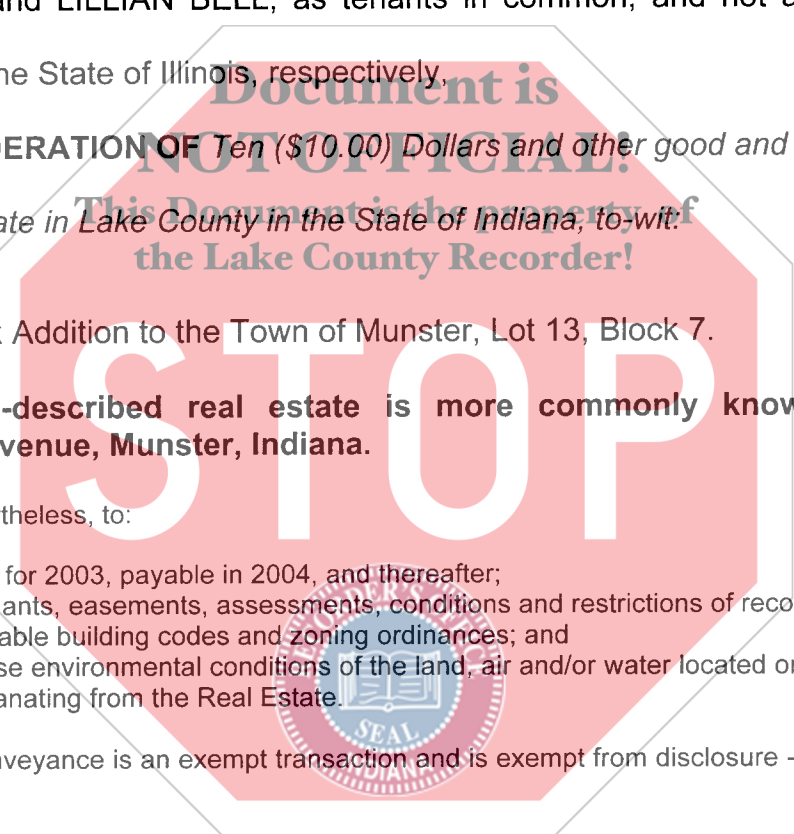 and LILLIAN BELL, as tenants in common, and not a
he State of Illinois, respectively,
Document is
DERATION OF Ten ($10.00) Dollars and other good and
NOT OFFICIAL!
This Document is the property of
ate in Lake County in the State of Indiana, to-wit:
the Lake County Recorder!
Addition to the Town of Munster, Lot 13, Block 7.
STOP
-described real estate is more commonly know
venue, Munster, Indiana.
rtheless, to:
for 2003, payable in 2004, and thereafter;
ants, easements, assessments, conditions and restrictions of reco
able building codes and zoning ordinances; and
se environmental conditions of the land, air and/or water located or
anating from the Real Estate.
RECORDER'S OFFICE
SEAL
INDIANA
nveyance is an exempt transaction and is exempt from disclosure -